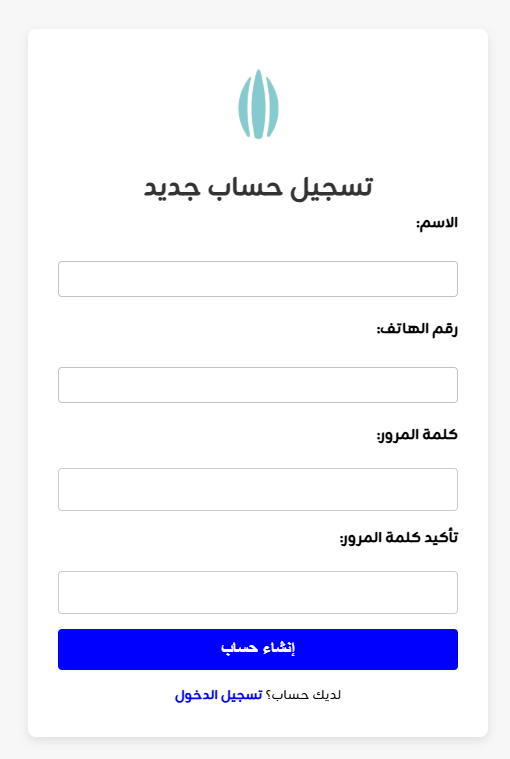 تسجيل حساب جديد
الاسم:
رقم الهاتف:
كلمة المرور:
تأكيد كلمة المرور:
إنشاء حساب
لديك حساب؟ تسجيل الدخول